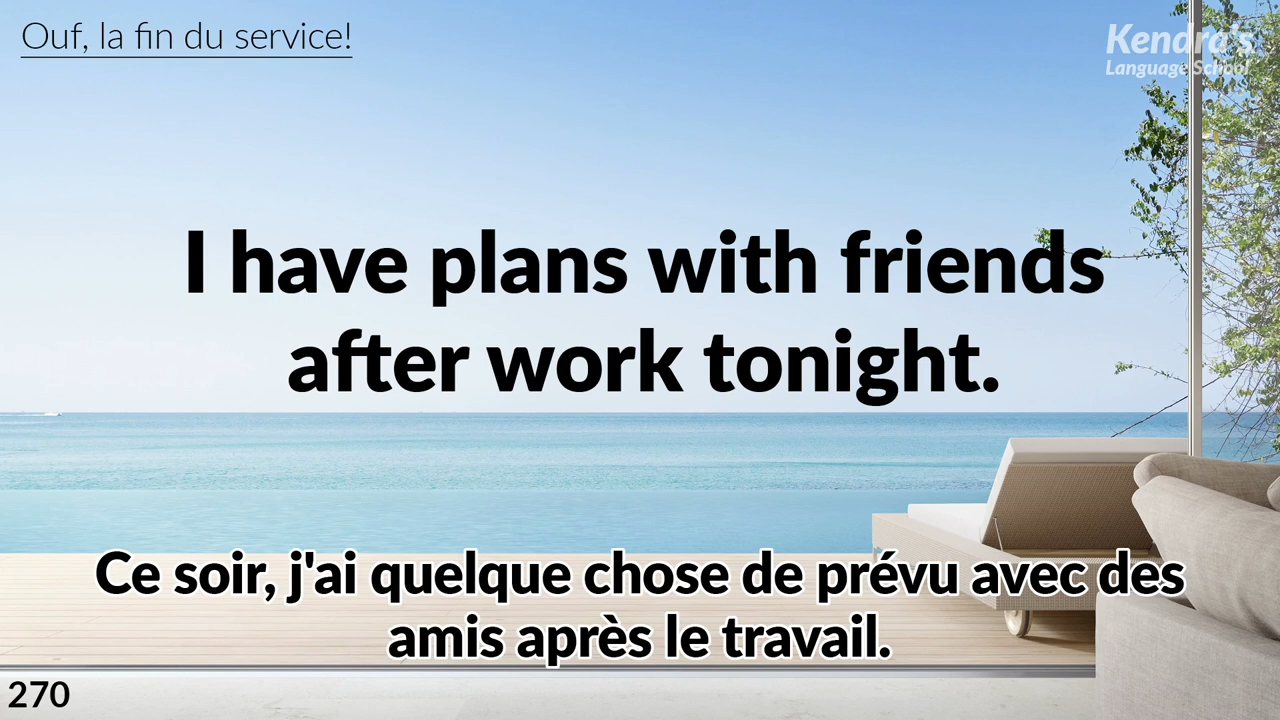 Ouf, la fin du service!
Kendra's
Language School
I have plans with friends
after work tonight.
Ce soir, j'ai quelque chose de prévu avec des
amis après le travail.
270